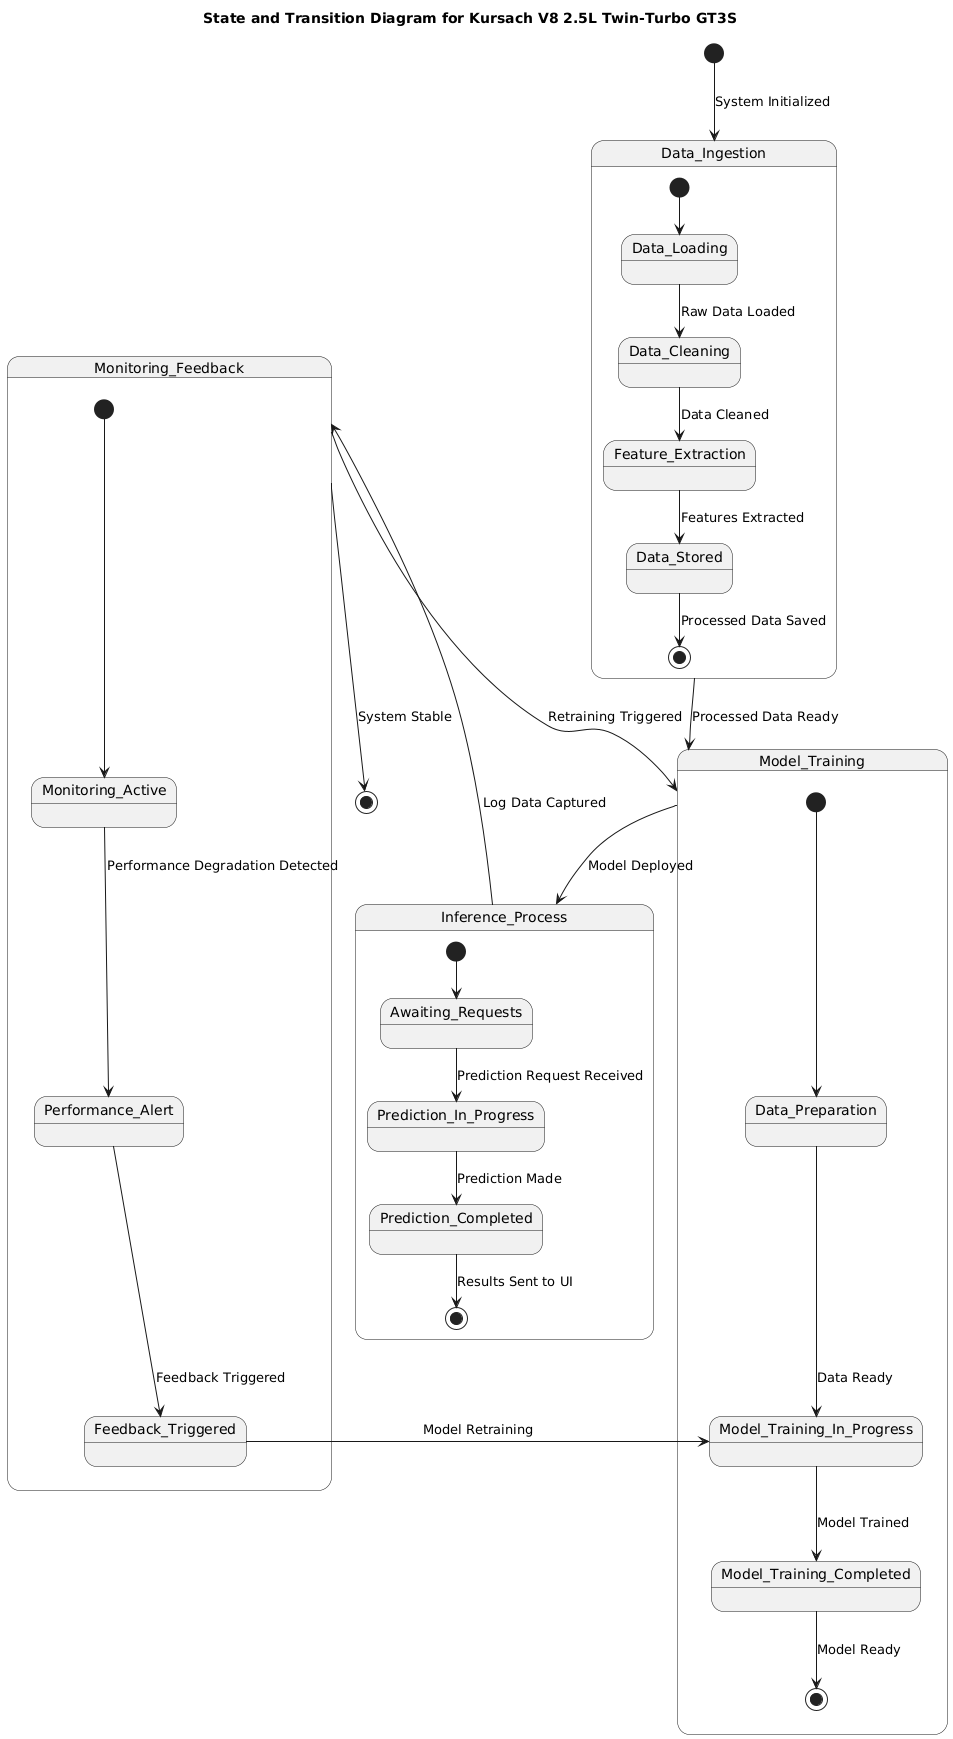 State and Transition Diagram for Kursach V8 2.5L Twin-Turbo GT3S
System Initialized
Data_Ingestion
Data_Loading
Raw Data Loaded
Data_Cleaning
Data Cleaned
Feature_Extraction
Features Extracted
Data_Stored
Processed Data Saved
Monitoring_Feedback
System Stable
Retraining Triggered
Processed Data Ready
Model_Training
Monitoring_Active
Log Data Captured
Performance Degradation Detected
Model Deployed
Inference_Process
Awaiting_Requests
Prediction Request Received
Prediction_In_Progress
Prediction Made
Prediction_Completed
Results Sent to UI
Performance_Alert
Data_Preparation
Feedback Triggered
Data Ready
Feedback_Triggered
Model Retraining
Model_Training_In_Progress
Model Trained
Model_Training_Completed
Model Ready